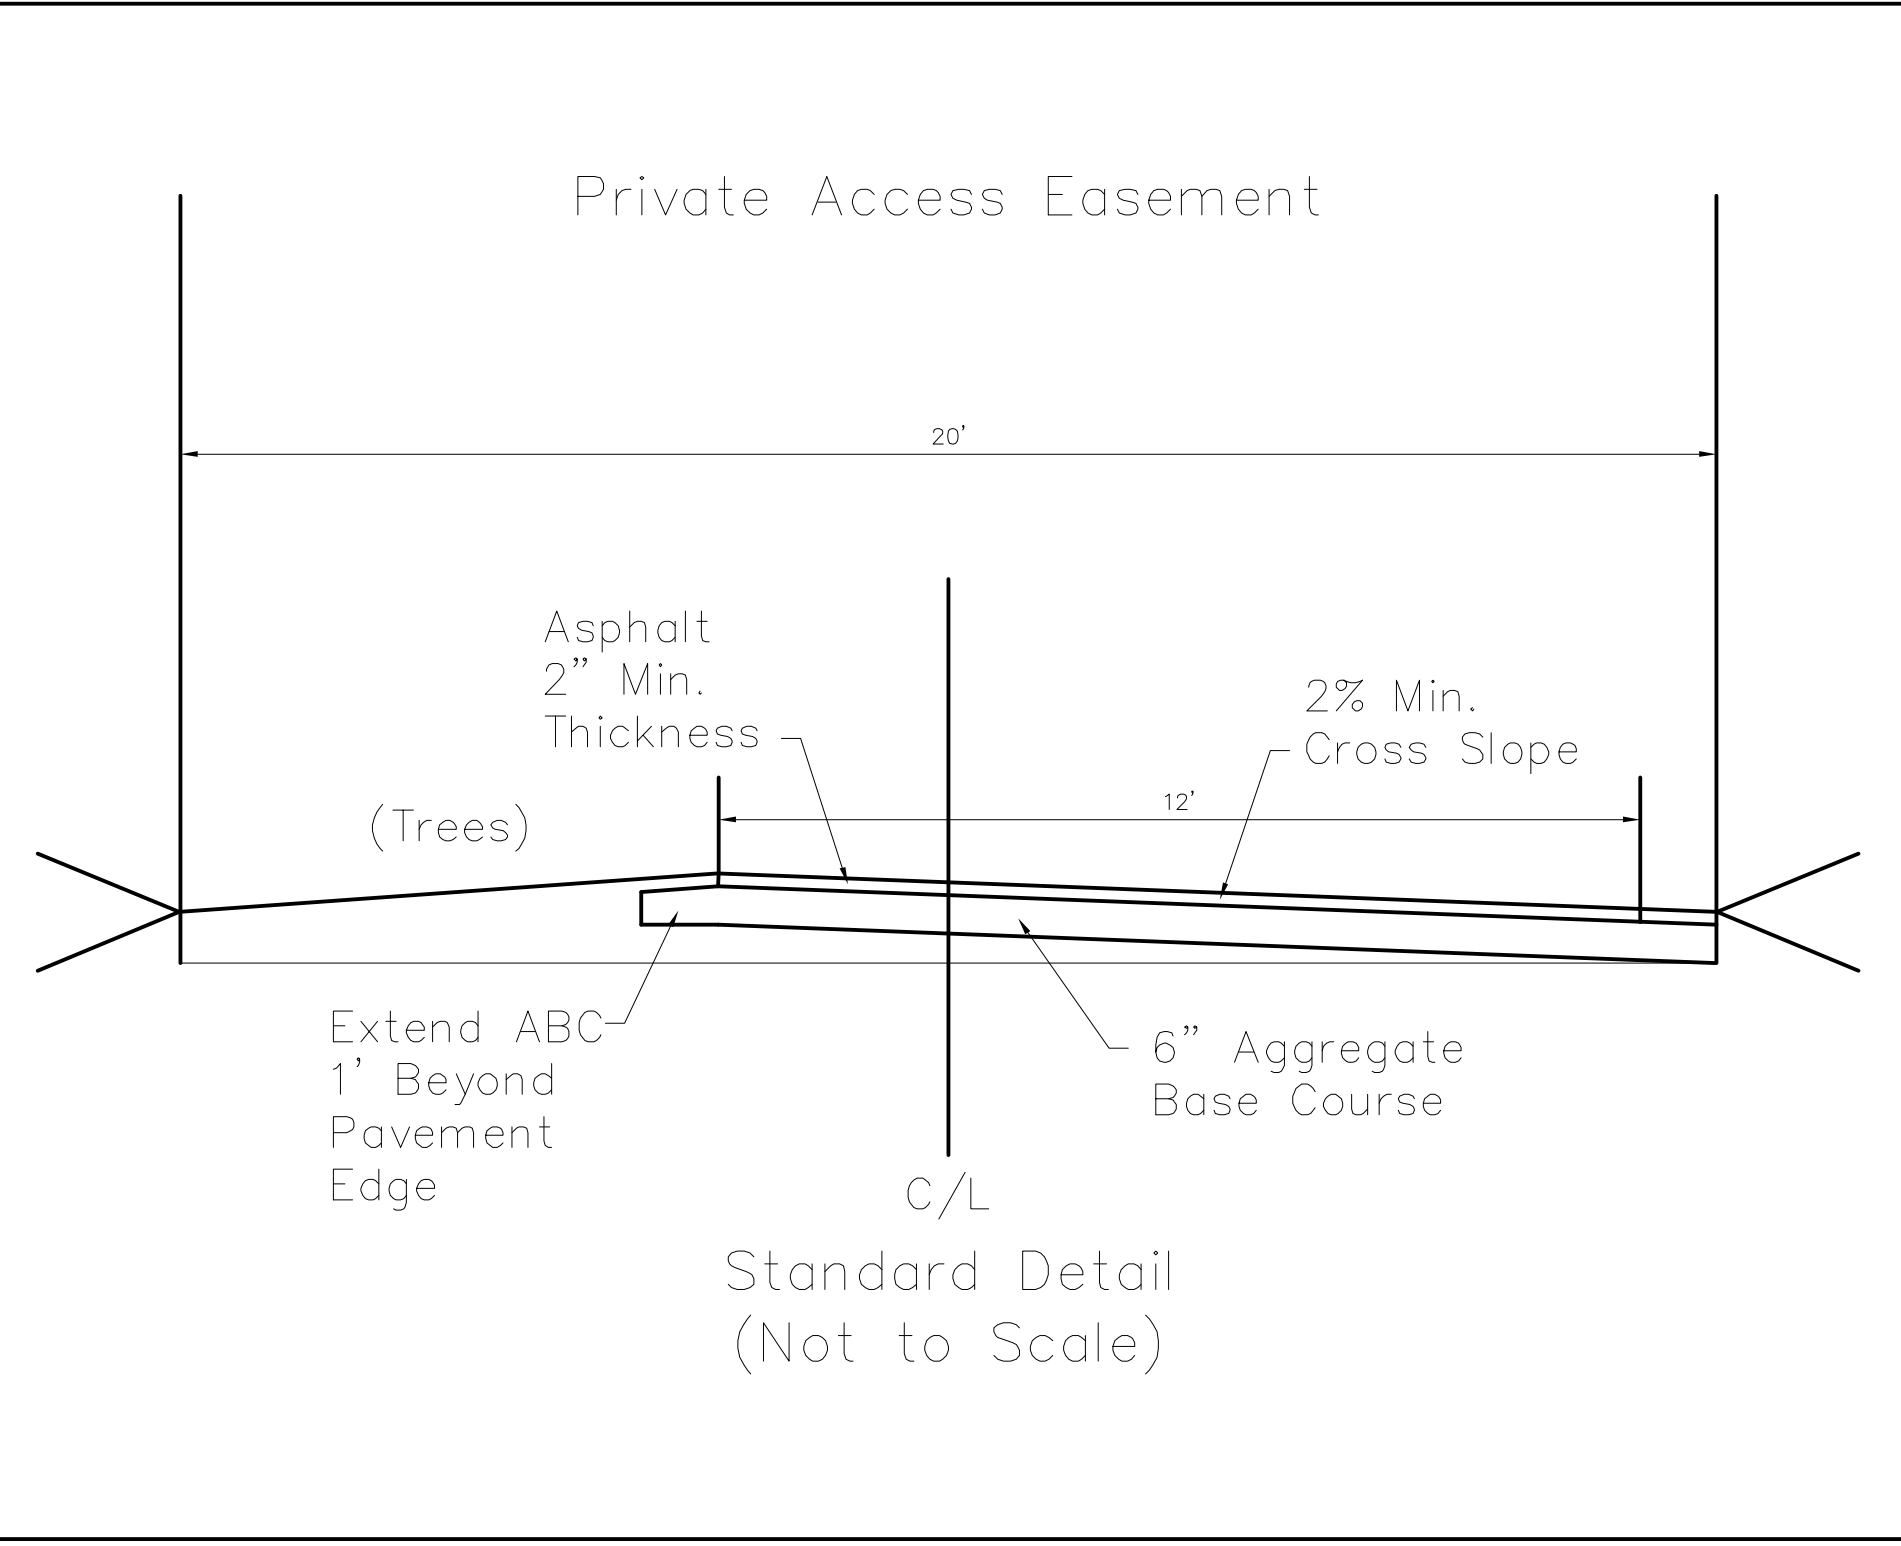 Private Access Easement
20'
Asphalt
2" Min.
Thickness
2% Min.
Cross Slope
12'
(Trees)
Extend ABC
1' Beyond
Pavement
Edge
6" Aggregate
Base Course
C/L
Standard Detail
(Not to Scale)